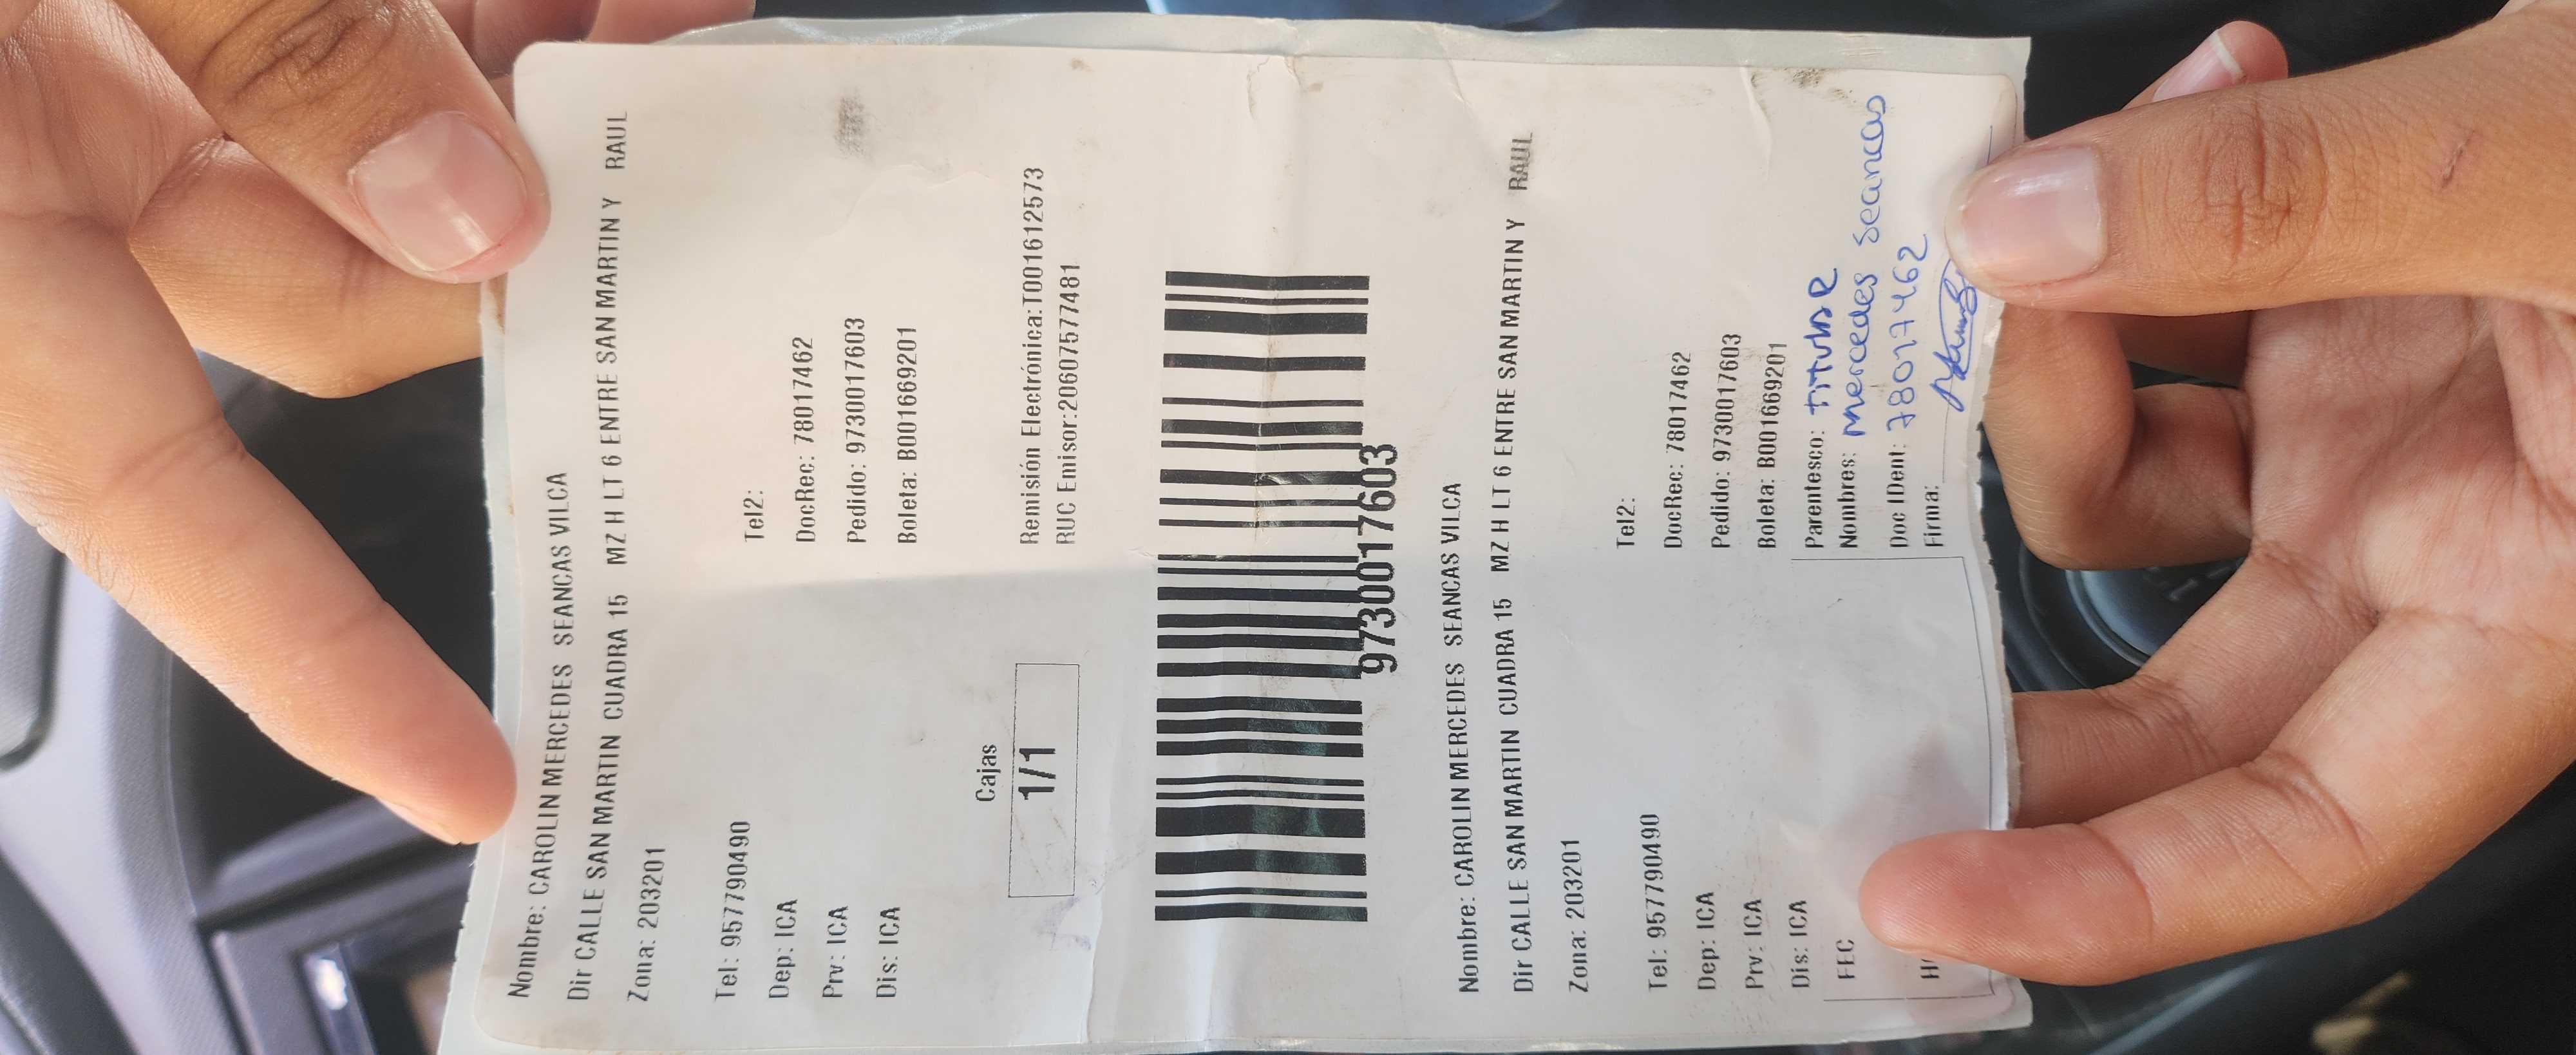 Nombre: CAROLIN MERCEDES SEANCAS VILCA
Dir CALLE SAN MARTIN CUADRA 15 MZ H LT 6 ENTRE SAN MARTIN Y RAUL
Zona: 203201
Tel: 957790490 Tel2:
Dep: ICA DocRec: 78017462
Prv: ICA Pedido: 9730017603
Dis: ICA Boleta: B001669201
Cajas
1/1
Remisión Electrónica: T001612573
RUC Emisor:20607577481
9730017603
Nombre: CAROLIN MERCEDES SEANCAS VILCA
Dir CALLE SAN MARTIN CUADRA 15 MZ H LT 6 ENTRE SAN MARTIN Y RAUL
Zona: 203201
Tel: 957790490 Tel2:
Dep: ICA DocRec: 78017462
Prv: ICA Pedido: 9730017603
Dis: ICA Boleta: B001669201
FEC
Parentesco: TITULAR
Nombres: mercedes seancas
Doc IDent: 78017462
Firma: